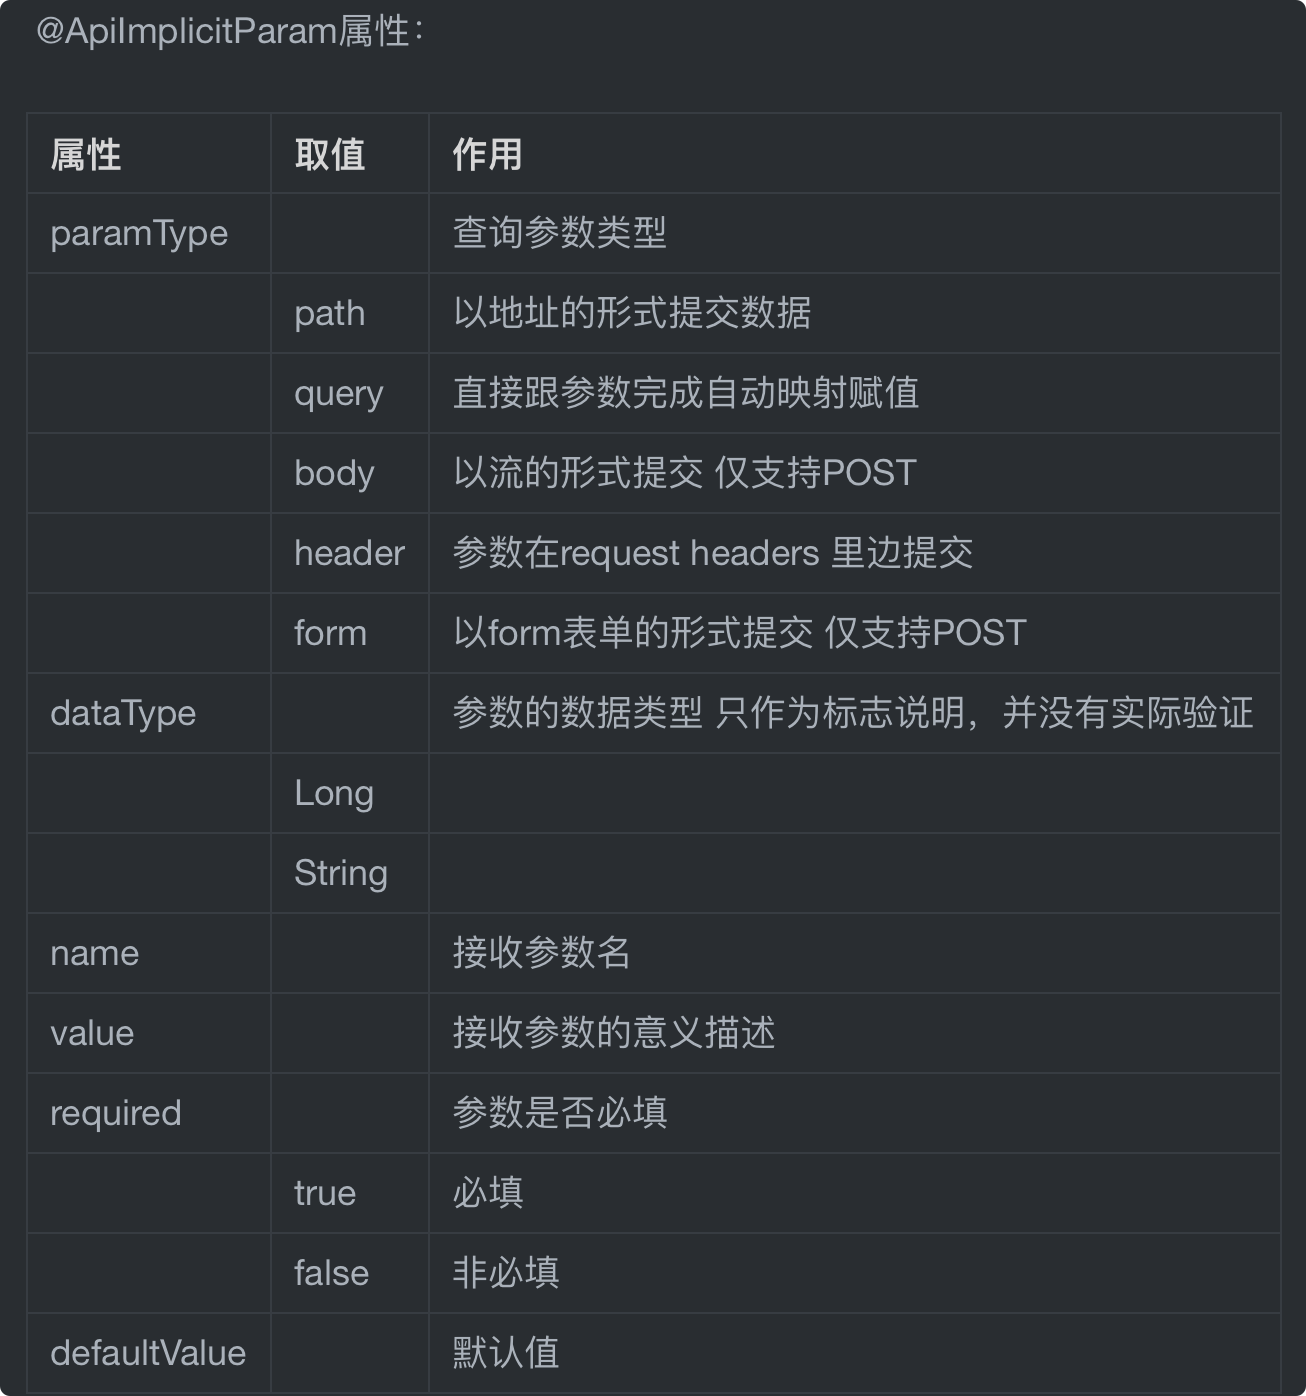 @ApiImplicitParam属性：
属性 取值 作用
paramType 查询参数类型
path 以地址的形式提交数据
query 直接跟参数完成自动映射赋值
body 以流的形式提交 仅支持POST
header 参数在request headers 里边提交
form 以form表单的形式提交 仅支持POST
dataType 参数的数据类型 只作为标志说明，并没有实际验证
Long
String
name 接收参数名
value 接收参数的意义描述
required 参数是否必填
true 必填
false 非必填
defaultValue 默认值